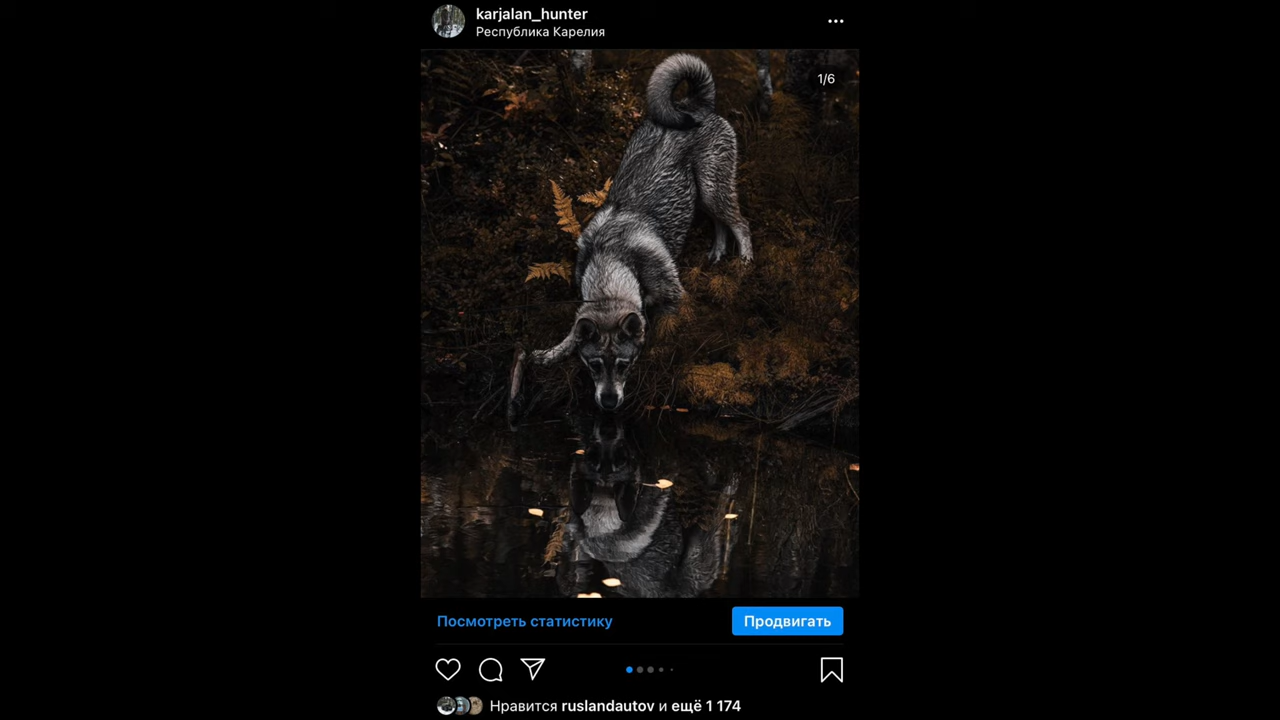 karjalan_hunter
Республика Карелия
1/6
Посмотреть статистику
Продвигать
Нравится ruslandautov и ещё 1 174